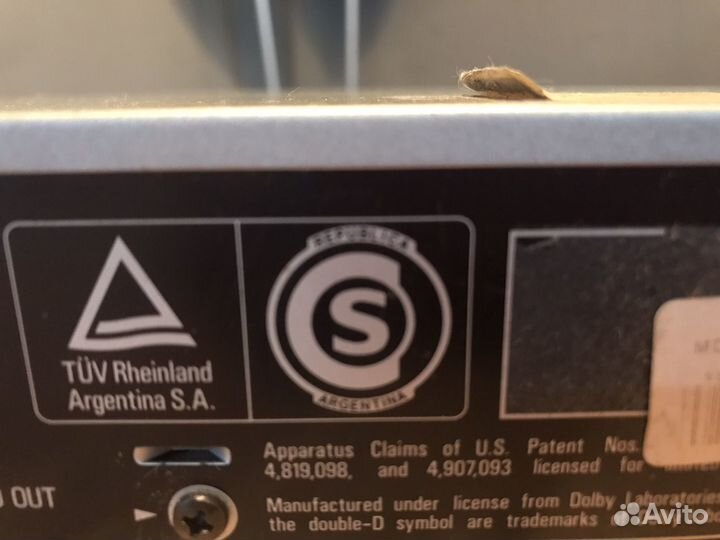 REPUBLICA
S
ARGENTINA
TÜV Rheinland
Argentina S.A.
OUT
Apparatus Claims of U.S. Patent Nos.
4,819,098, and 4,907,093 licensed for
Manufactured under license from Dolby Laboratories
the double-D symbol are trademarks
Avito